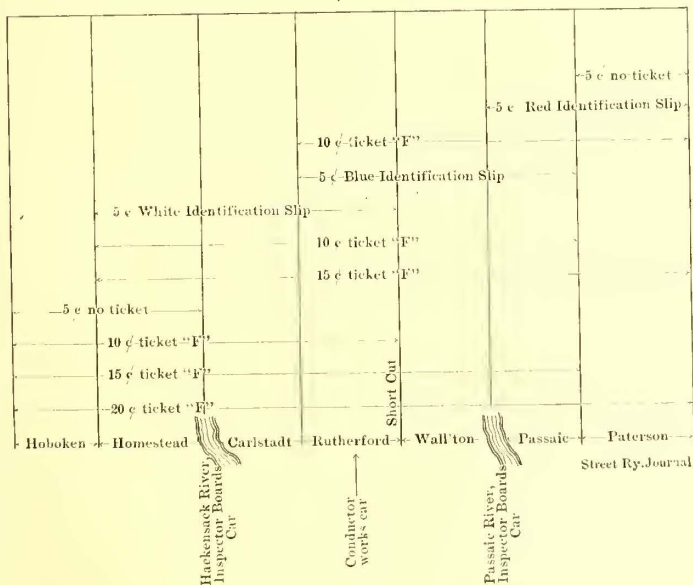 5 ¢ no ticket
5 ¢ Red Identification Slip
10 ¢ ticket "F"
5 ¢ Blue Identification Slip
5 ¢ White Identification Slip
10 ¢ ticket "F"
15 ¢ ticket "F"
5 ¢ no ticket
10 ¢ ticket "F"
15 ¢ ticket "F"
20 ¢ ticket "F"
Short Cut
Hoboken Homestead Carlstadt Rutherford Wall'ton Passaic Paterson
Street Ry. Journal
Hackensack River,
Inspector Boards
Car
Conductor
works car
Passaic River,
Inspector Boards
Car